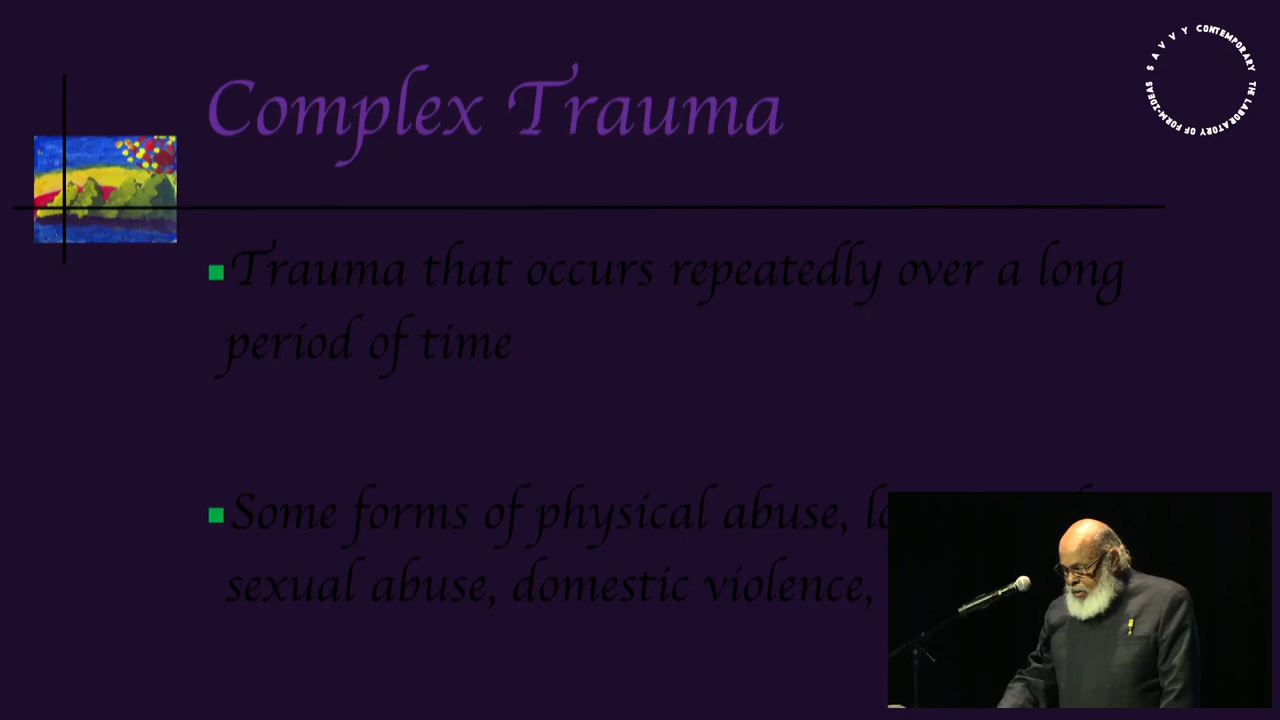 SAVVY CONTEMPORARY THE LABORATORY OF FORM-IDEAS
Complex Trauma
Trauma that occurs repeatedly over a long
period of time
Some forms of physical abuse,
sexual abuse, domestic violence,